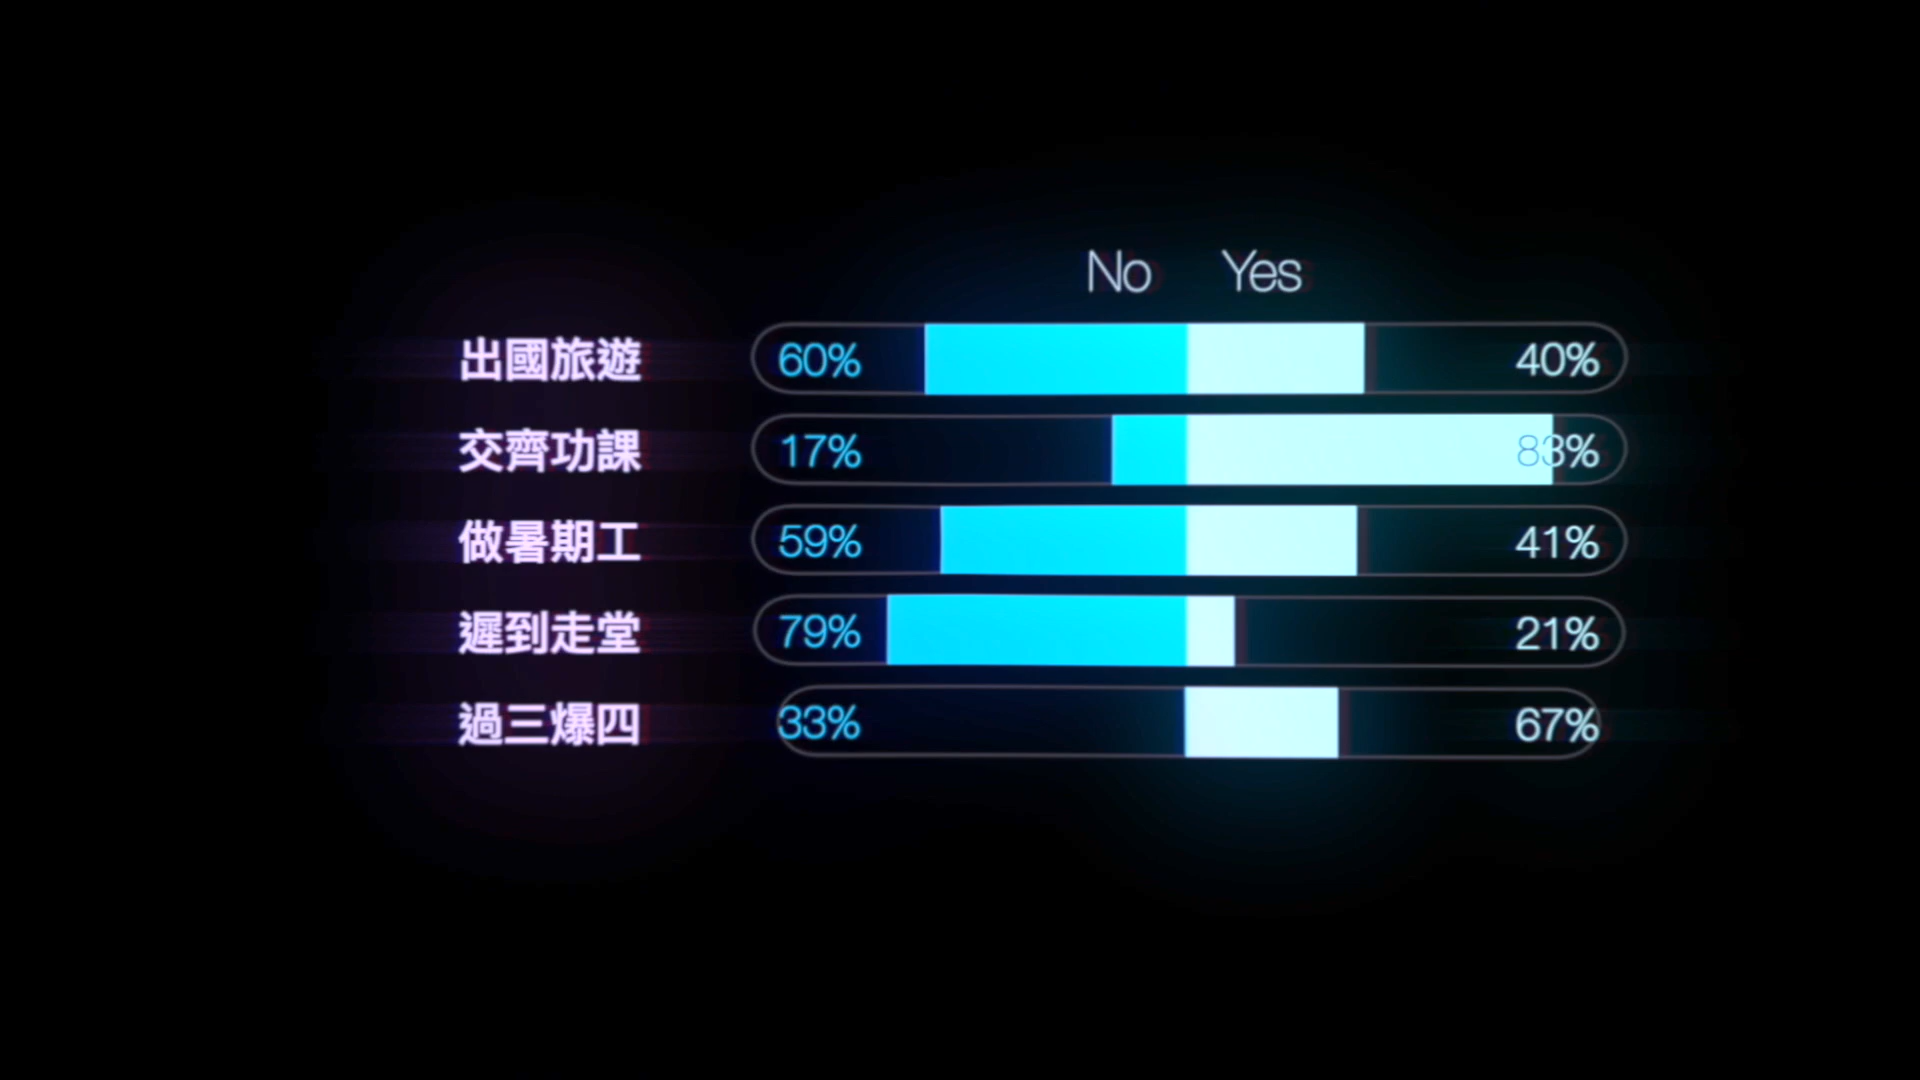 No Yes
出國旅遊 60% 40%
交齊功課 17% 83%
做暑期工 59% 41%
遲到走堂 79% 21%
過三爆四 33% 67%